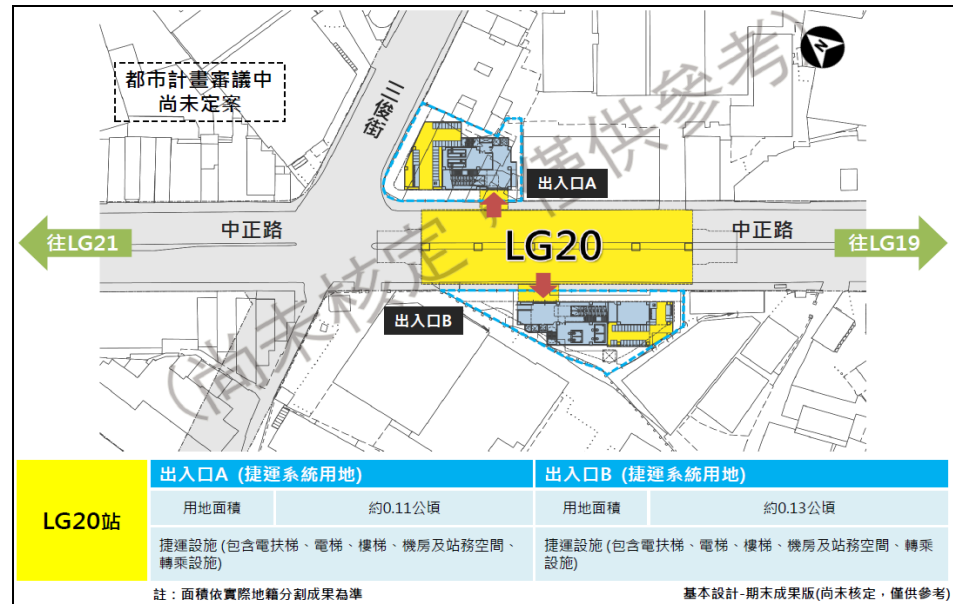 都市計畫審議中
尚未定案
三俊街
N
出入口A
中正路
中正路
往LG21
LG20
往LG19
出入口B
(尚未核定，僅供參考)
LG20站
出入口A (捷運系統用地)
出入口B (捷運系統用地)
用地面積
約0.11公頃
用地面積
約0.13公頃
捷運設施 (包含電扶梯、電梯、樓梯、機房及站務空間、
轉乘設施)
捷運設施 (包含電扶梯、電梯、樓梯、機房及站務空間、轉乘
設施)
註：面積依實際地籍分割成果為準
基本設計-期末成果版(尚未核定，僅供參考)